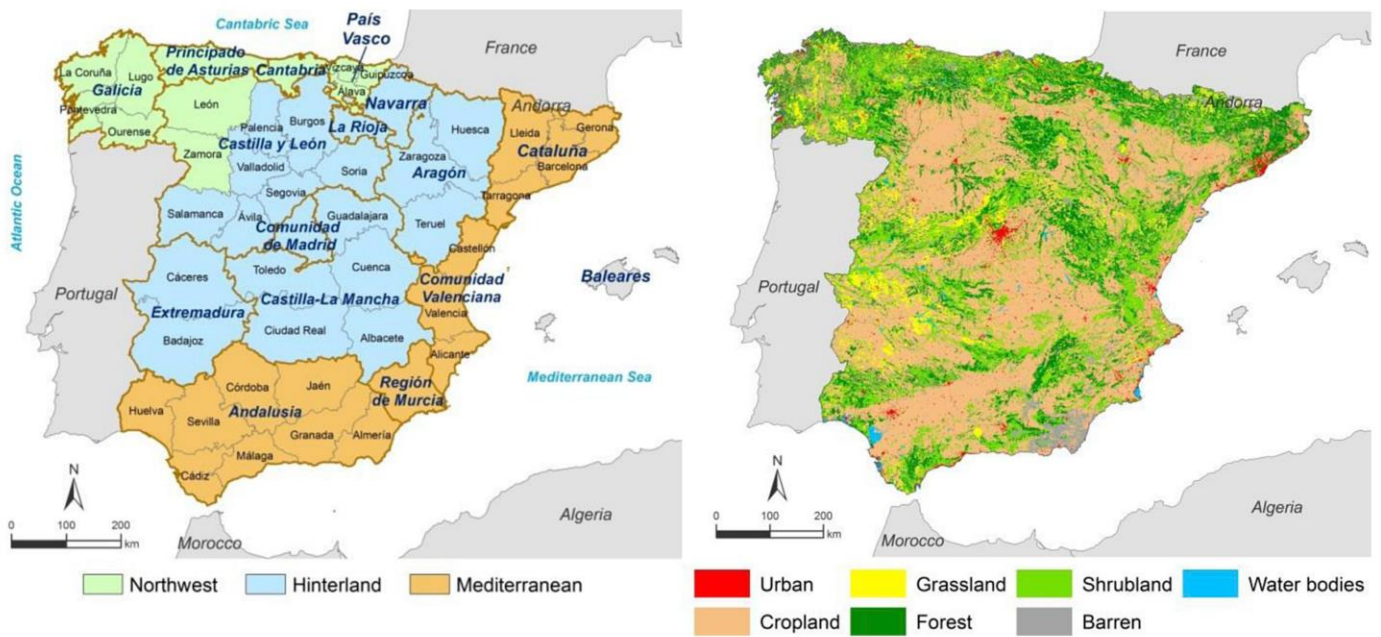 Cantabric Sea
País
Vasco
France
Principado
de Asturias
Cantabria
Vizcaya
Guipúzcoa
La Coruña
Lugo
Galicia
Álava
León
Navarra
Andorra
Pontevedra
Ourense
Burgos
La Rioja
Huesca
Lleida
Gerona
Palencia
Castilla y León
Cataluña
Zamora
Valladolid
Zaragoza
Aragón
Barcelona
Soria
Segovia
Tarragona
Atlantic Ocean
Salamanca
Ávila
Guadalajara
Comunidad
de Madrid
Teruel
Castellón
Cáceres
Toledo
Cuenca
Comunidad
Valenciana
Baleares
Portugal
Extremadura
Castilla-La Mancha
Valencia
Badajoz
Ciudad Real
Albacete
Alicante
Mediterranean Sea
Córdoba
Jaén
Región
de Murcia
Huelva
Andalusia
Sevilla
Granada
Almería
Málaga
Cádiz
N
0 100 200
km
Morocco
Algeria
Northwest
Hinterland
Mediterranean
France
Andorra
Portugal
N
0 100 200
km
Morocco
Algeria
Urban
Grassland
Shrubland
Water bodies
Cropland
Forest
Barren